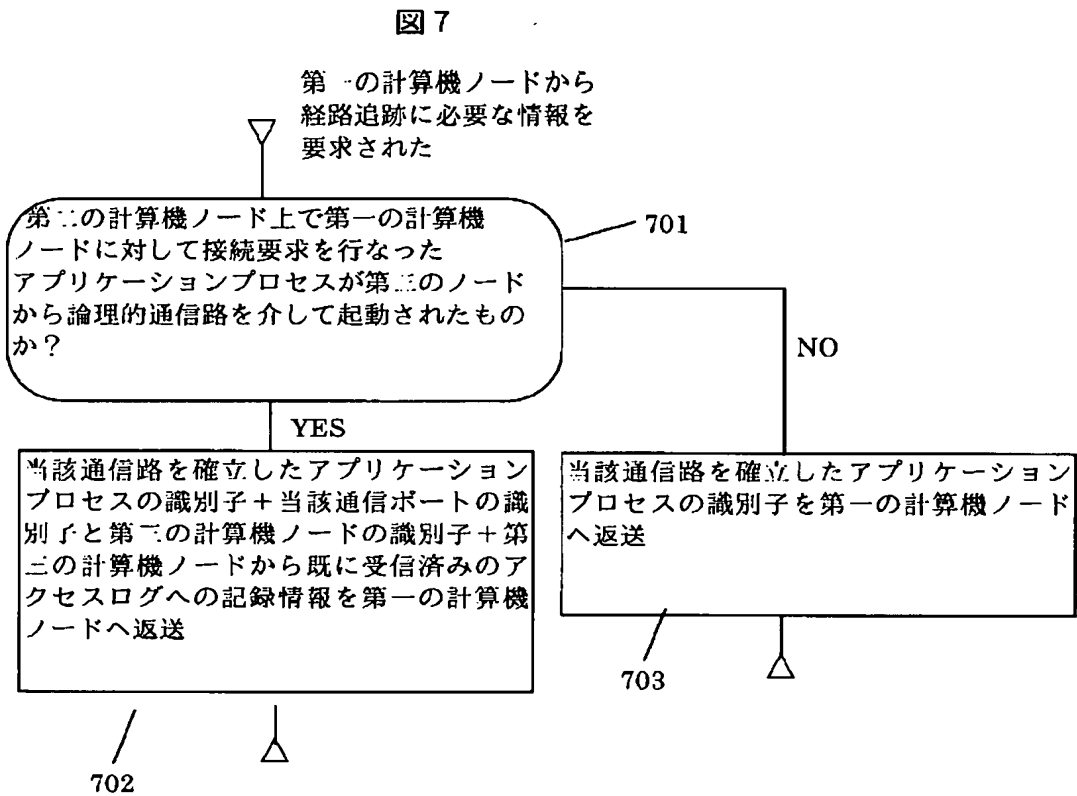 図7
第一の計算機ノードから
経路追跡に必要な情報を
要求された
第二の計算機ノード上で第一の計算機
ノードに対して接続要求を行なった
アプリケーションプロセスが第三のノード
から論理的通信路を介して起動されたもの
か？
701
NO
YES
当該通信路を確立したアプリケーション
プロセスの識別子＋当該通信ポートの識
別子と第三の計算機ノードの識別子＋第
三の計算機ノードから既に受信済みのア
クセスログへの記録情報を第一の計算機
ノードへ返送
当該通信路を確立したアプリケーション
プロセスの識別子を第一の計算機ノード
へ返送
703
702